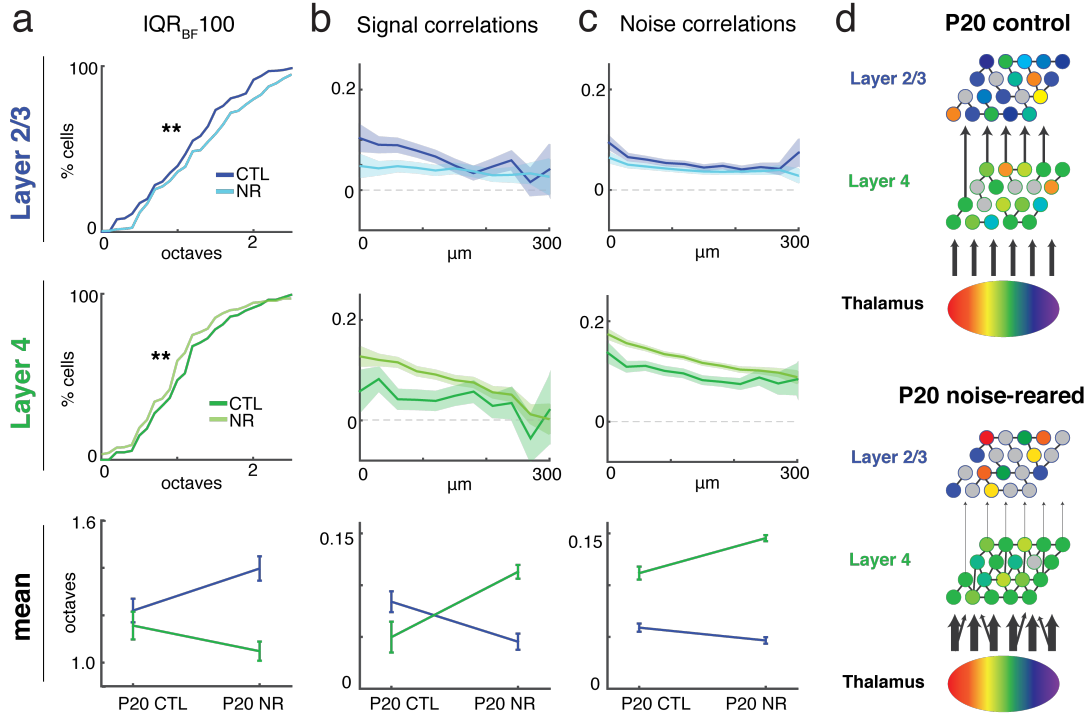 a
IQRBF100
b
Signal correlations
c
Noise correlations
d
P20 control
Layer 2/3
100
% cells
0
**
CTL
NR
0
2
octaves
0.2
0
0
300
µm
0.2
0
0
300
µm
Layer 2/3
Layer 4
Thalamus
Layer 4
100
% cells
0
**
CTL
NR
0
2
octaves
0.2
0
0
300
µm
0.2
0
0
300
µm
P20 noise-reared
Layer 2/3
Layer 4
Thalamus
mean
1.6
octaves
1.0
P20 CTL
P20 NR
0.15
0
P20 CTL
P20 NR
0.15
0
P20 CTL
P20 NR